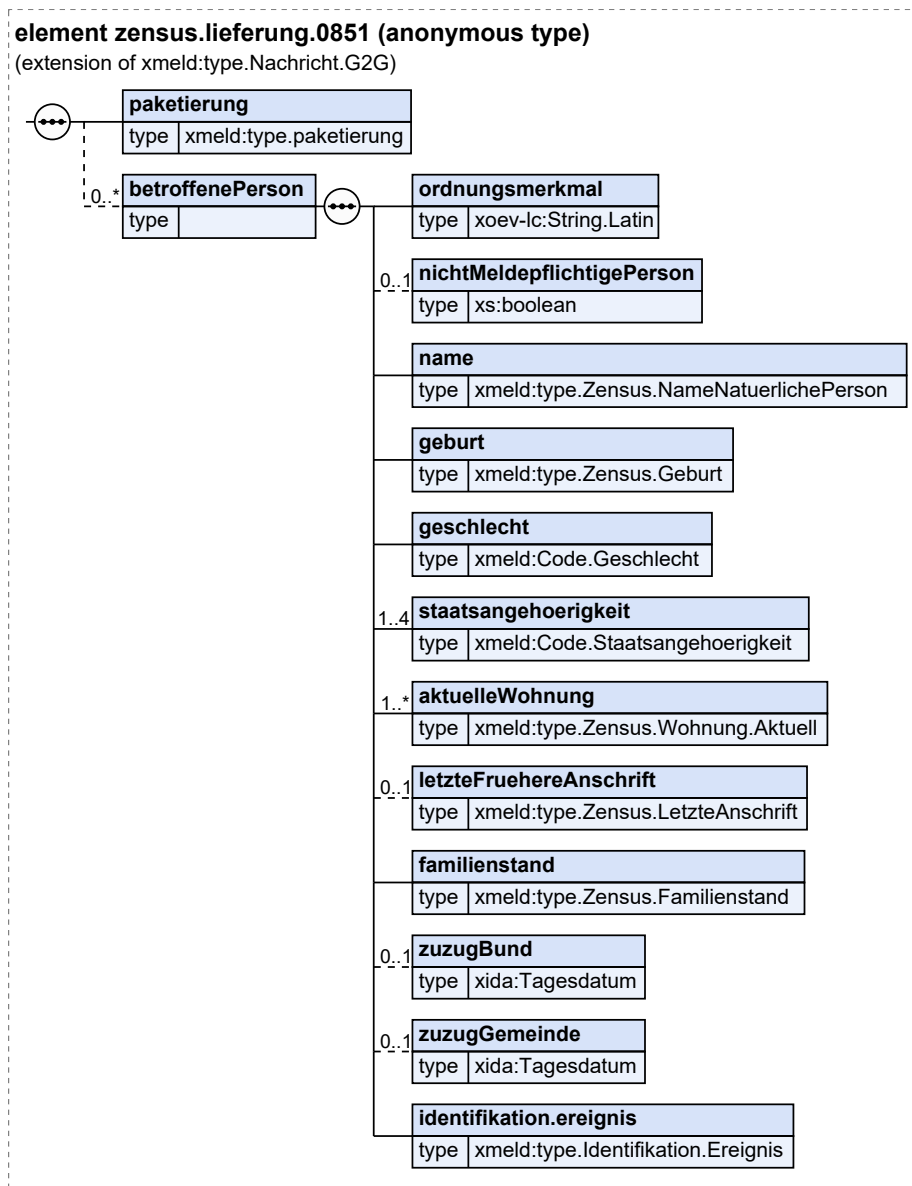 element zensus.lieferung.0851 (anonymous type)
(extension of xmeld:type.Nachricht.G2G)
paketierung
type xmeld:type.paketierung
0..* betroffenePerson
type
ordnungsmerkmal
type xoev-lc:String.Latin
0..1 nichtMeldepflichtigePerson
type xs:boolean
name
type xmeld:type.Zensus.NameNatuerlichePerson
geburt
type xmeld:type.Zensus.Geburt
geschlecht
type xmeld:Code.Geschlecht
1..4 staatsangehoerigkeit
type xmeld:Code.Staatsangehoerigkeit
1..* aktuelleWohnung
type xmeld:type.Zensus.Wohnung.Aktuell
0..1 letzteFruehereAnschrift
type xmeld:type.Zensus.LetzteAnschrift
familienstand
type xmeld:type.Zensus.Familienstand
0..1 zuzugBund
type xida:Tagesdatum
0..1 zuzugGemeinde
type xida:Tagesdatum
identifikation.ereignis
type xmeld:type.Identifikation.Ereignis